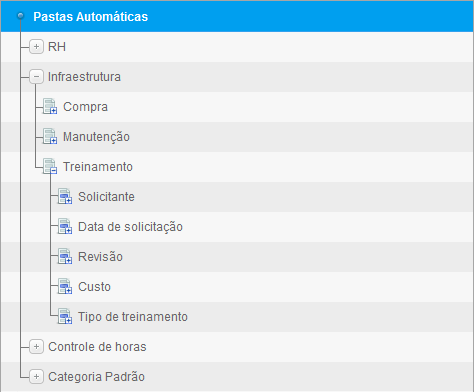 Pastas Automáticas
RH
Infraestrutura
Compra
Manutenção
Treinamento
Solicitante
Data de solicitação
Revisão
Custo
Tipo de treinamento
Controle de horas
Categoria Padrão